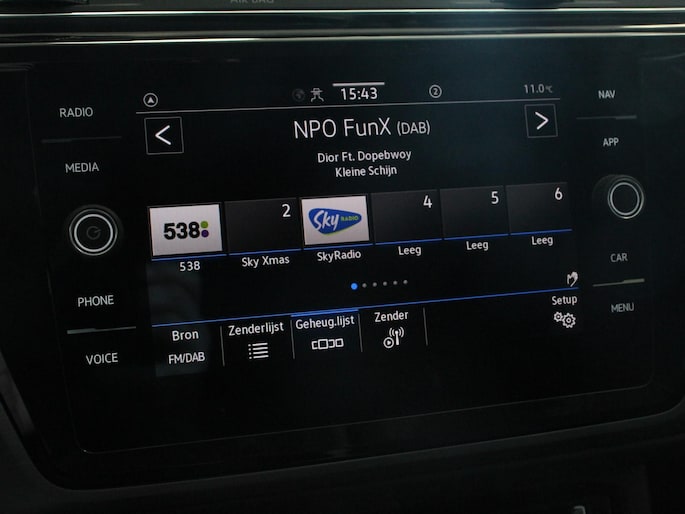 AIR BAG
15:43
2
11.0°C
RADIO
MEDIA
PHONE
VOICE
NAV
APP
CAR
MENU
<
NPO FunX (DAB)
>
Dior Ft. Dopebwoy
Kleine Schijn
538
2
Sky RADIO
4
5
6
538
Sky Xmas
SkyRadio
Leeg
Leeg
Leeg
Bron
FM/DAB
Zenderlijst
Geheug.lijst
Zender
Setup